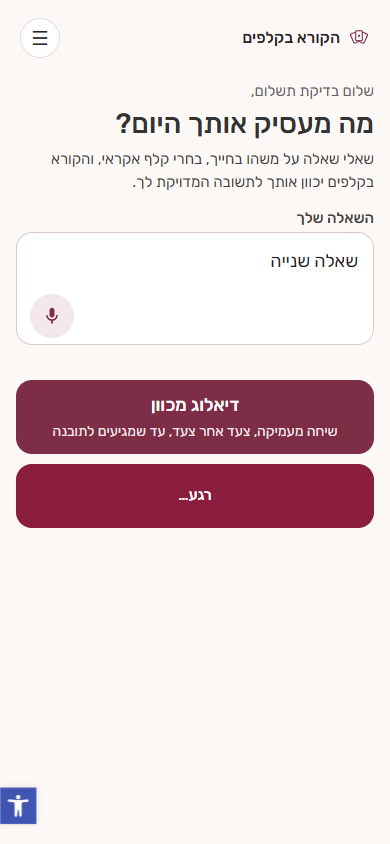 הקורא בקלפים
שלום בדיקת תשלום,
מה מעסיק אותך היום?
שאלי שאלה על משהו בחייך, בחרי קלף אקראי, והקורא
בקלפים יכוון אותך לתשובה המדויקת לך.
השאלה שלך
שאלה שנייה
דיאלוג מכוון
שיחה מעמיקה, צעד אחר צעד, עד שמגיעים לתובנה
רגע...